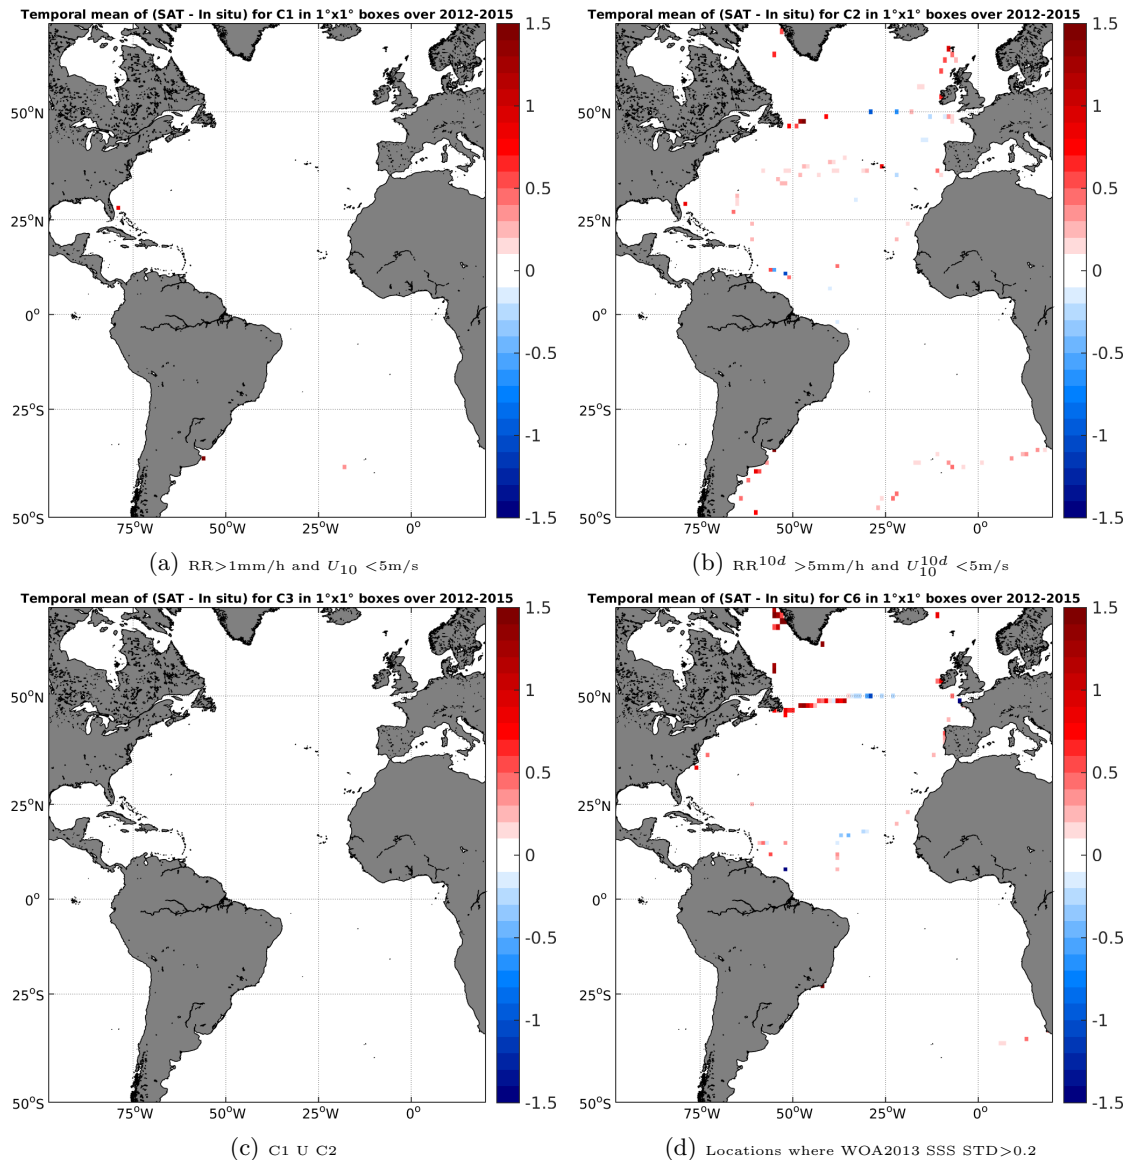 Temporal mean of (SAT - In situ) for C1 in 1°x1° boxes over 2012-2015
50°N
25°N
0°
25°S
50°S
75°W
50°W
25°W
0°
1.5
1
0.5
0
-0.5
-1
-1.5
(a) RR>1mm/h and U10 <5m/s
Temporal mean of (SAT - In situ) for C2 in 1°x1° boxes over 2012-2015
50°N
25°N
0°
25°S
50°S
75°W
50°W
25°W
0°
1.5
1
0.5
0
-0.5
-1
-1.5
(b) RR^10d >5mm/h and U10^10d <5m/s
Temporal mean of (SAT - In situ) for C3 in 1°x1° boxes over 2012-2015
50°N
25°N
0°
25°S
50°S
75°W
50°W
25°W
0°
1.5
1
0.5
0
-0.5
-1
-1.5
(c) C1 U C2
Temporal mean of (SAT - In situ) for C6 in 1°x1° boxes over 2012-2015
50°N
25°N
0°
25°S
50°S
75°W
50°W
25°W
0°
1.5
1
0.5
0
-0.5
-1
-1.5
(d) Locations where WOA2013 SSS STD>0.2